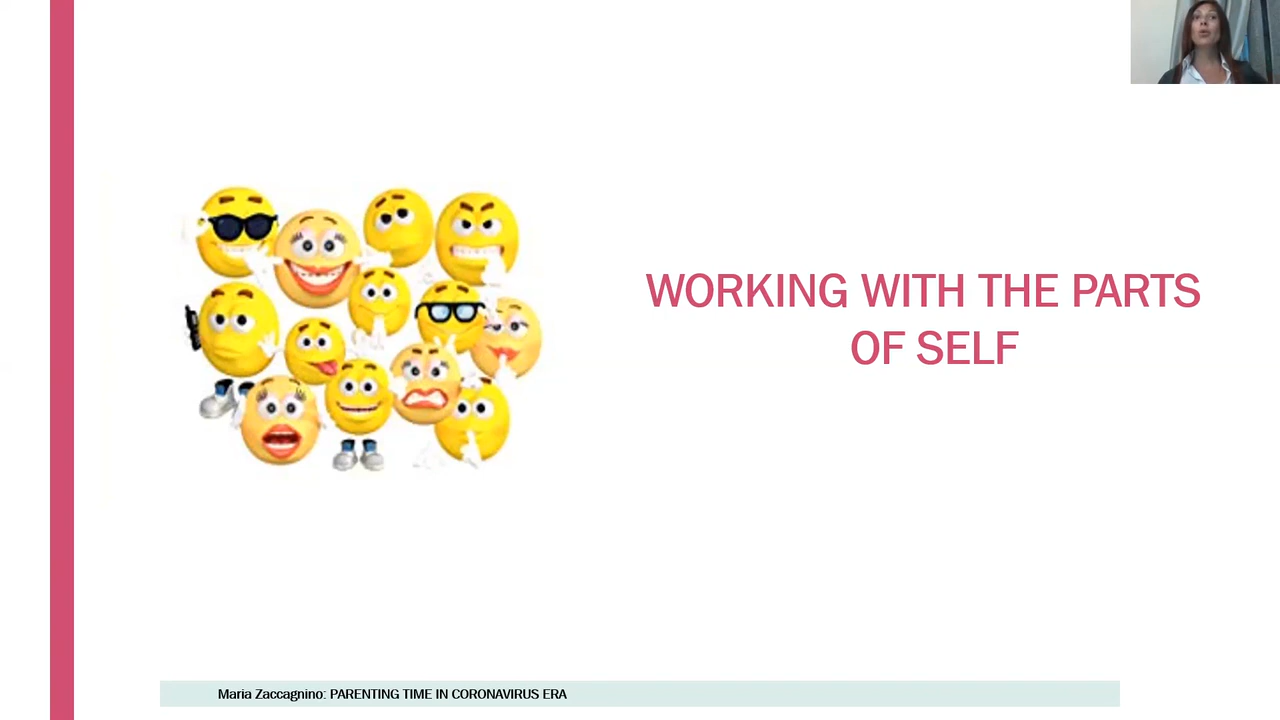 WORKING WITH THE PARTS
OF SELF
Maria Zaccagnino: PARENTING TIME IN CORONAVIRUS ERA